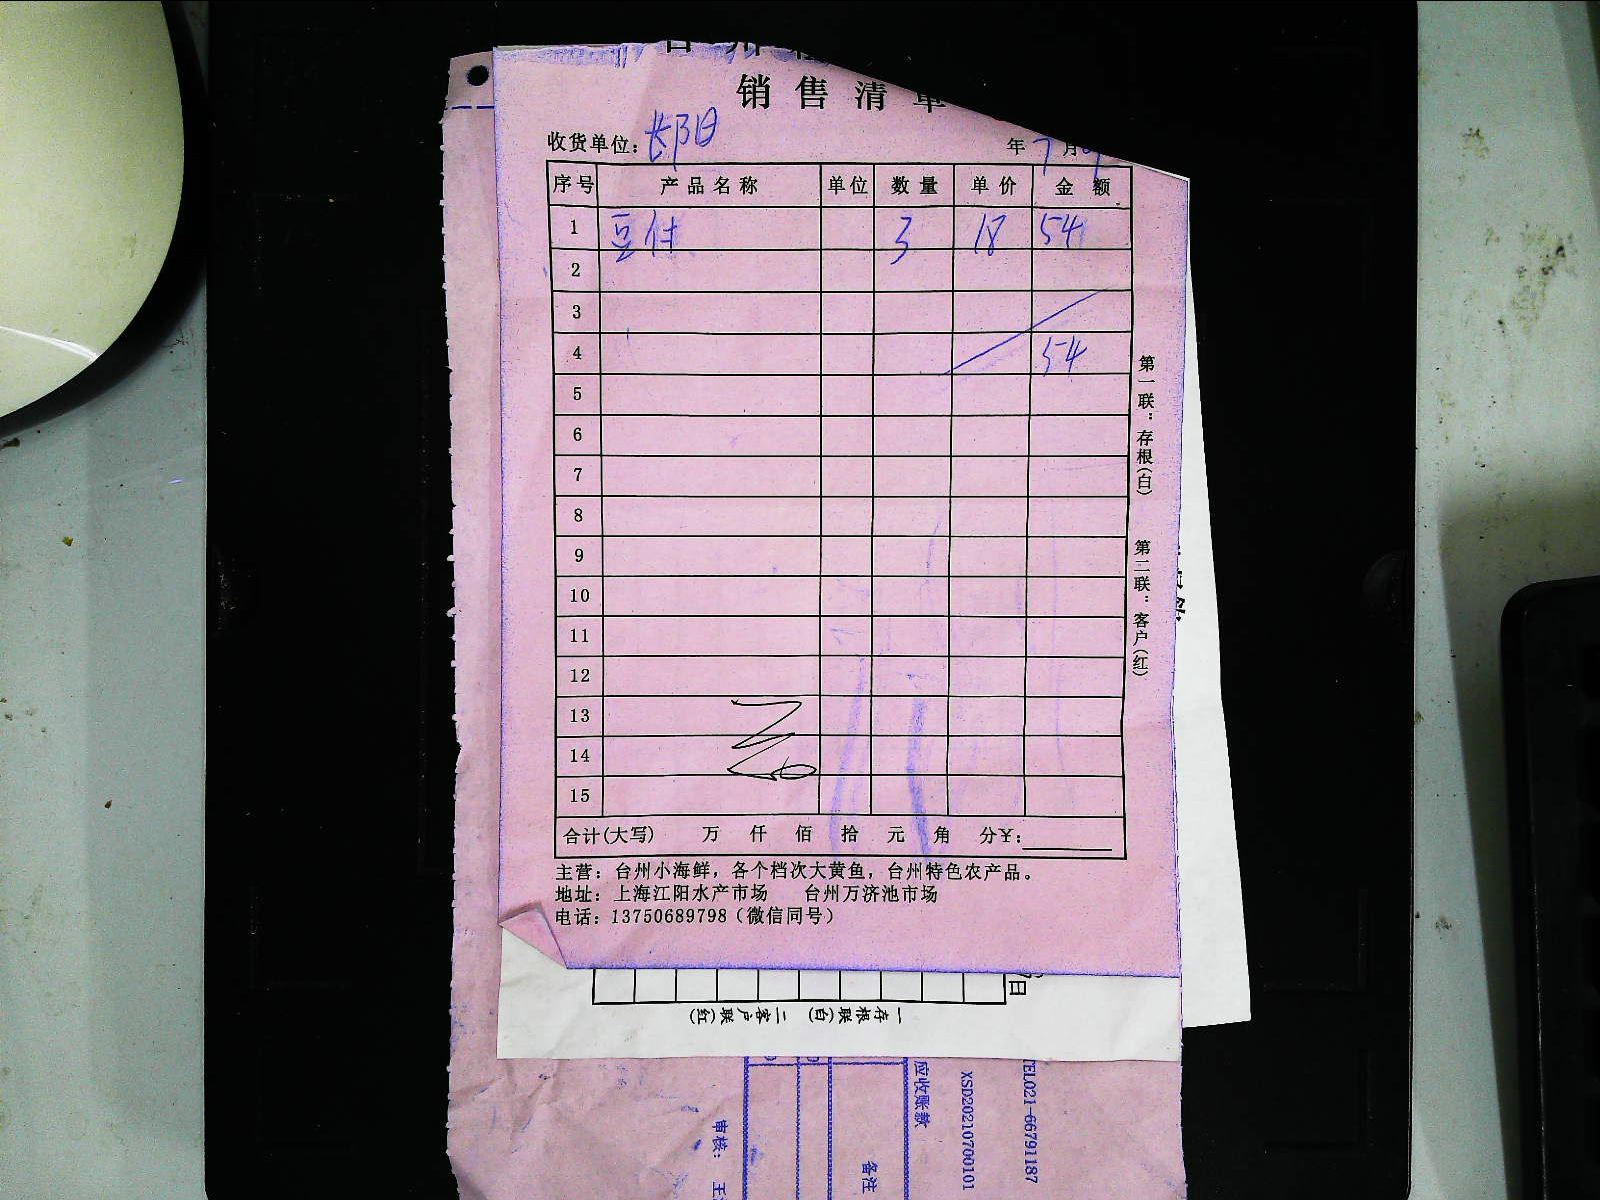 销售清单
收货单位：长阳 年7月
序号 产品名称 单位 数量 单价 金额
1 豆付 3 18 54
2
3
4 54
5
6
7
8
9
10
11
12
13
14
15
合计(大写) 万 仟 佰 拾 元 角 分¥：
主营：台州小海鲜，各个档次大黄鱼，台州特色农产品。
地址：上海江阳水产市场 台州万济池市场
电话：13750689798（微信同号）
第一联：存根(白)
第二联：客户(红)
日
一存根联(白) 二客户联(红)
TEL021-66791187
XSD20210700101
应收账款
备注
审核：